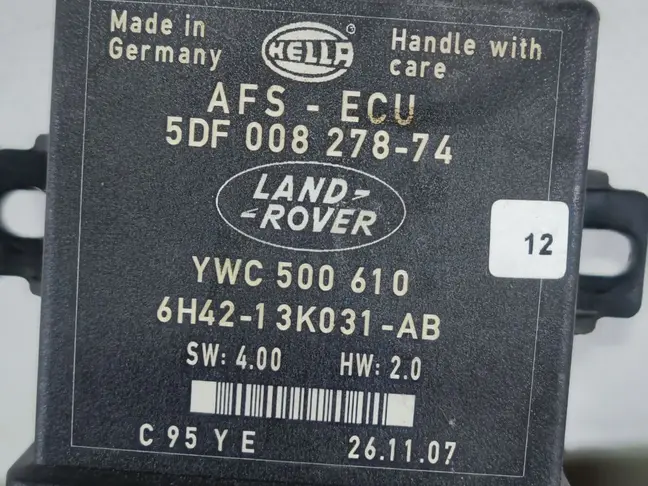 Made in
Germany
HELLA
®
Handle with
care
AFS - ECU
5DF 008 278-74
LAND-
-ROVER
12
YWC 500 610
6H42-13K031-AB
SW: 4.00 HW: 2.0
C 95 Y E 26.11.07